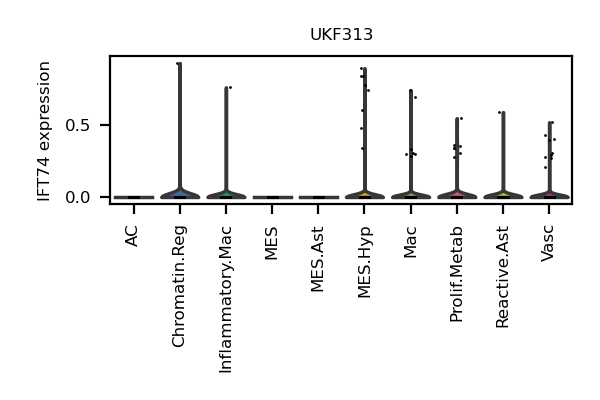 UKF313
IFT74 expression
0.5
0.0
AC
Chromatin.Reg
Inflammatory.Mac
MES
MES.Ast
MES.Hyp
Mac
Prolif.Metab
Reactive.Ast
Vasc